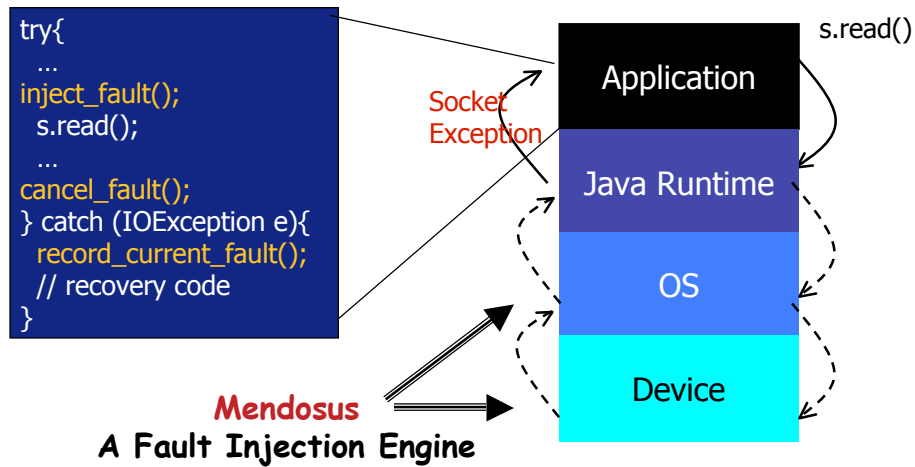 try{
…
inject_fault();
s.read();
…
cancel_fault();
} catch (IOException e){
record_current_fault();
// recovery code
}
s.read()
Socket
Exception
Application
Java Runtime
OS
Device
Mendosus
A Fault Injection Engine